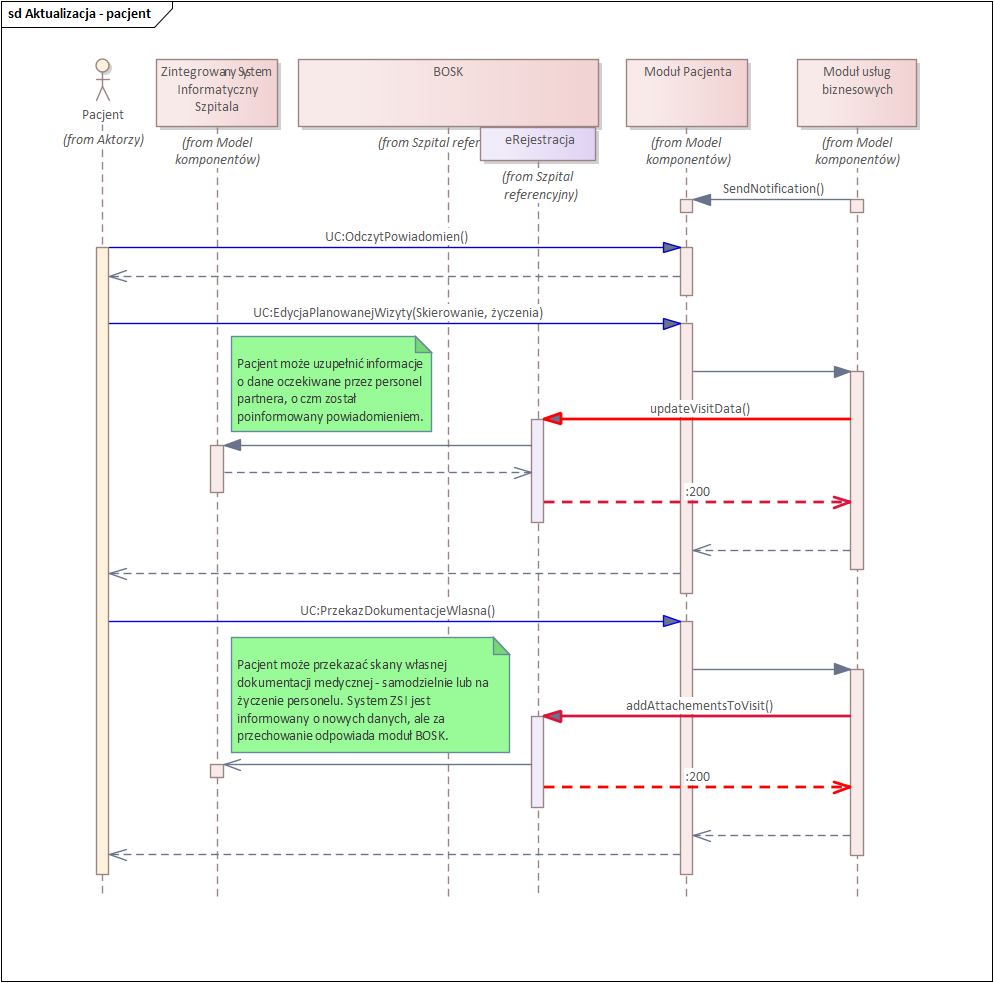 sd Aktualizacja - pacjent
Pacjent
(from Aktorzy)
Zintegrowany Sytem
Informatyczny
Szpitala
(from Model
komponentów)
BOSK
(from Szpital refer
eRejestracja
(from Szpital
referencyjny)
Moduł Pacjenta
(from Model
komponentów)
Moduł usług
biznesowych
(from Model
komponentów)
SendNotification()
UC:OdczytPowiadomien()
UC:EdycjaPlanowanejWizyty(Skierowanie, życzenia)
Pacjent może uzupełnić informacje
o dane oczekiwane przez personel
partnera, o czm został
poinformowany powiadomieniem.
updateVisitData()
:200
UC:PrzekazDokumentacjeWlasna()
Pacjent może przekazać skany własnej
dokumentacji medycznej - samodzielnie lub na
życzenie personelu. System ZSI jest
informowany o nowych danych, ale za
przechowanie odpowiada moduł BOSK.
addAttachementsToVisit()
:200